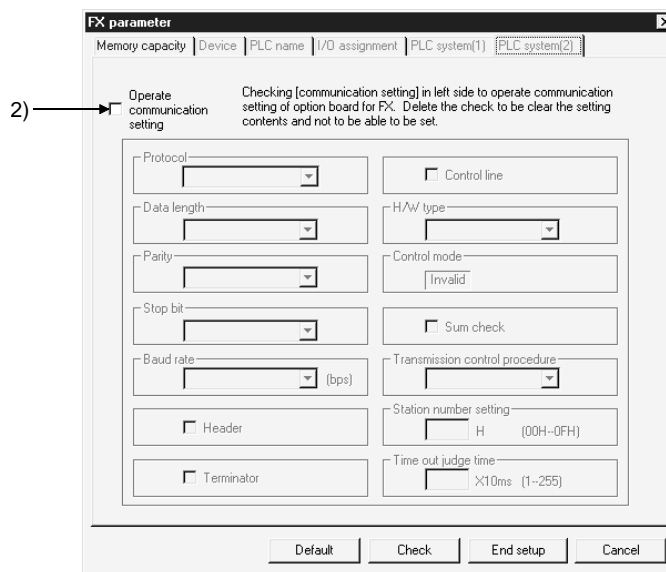 FX parameter
Memory capacity Device PLC name I/O assignment PLC system(1) PLC system(2)
2)
Operate
communication
setting
Checking [communication setting] in left side to operate communication
setting of option board for FX. Delete the check to be clear the setting
contents and not to be able to be set.
Protocol
Control line
Data length
H/W type
Parity
Control mode
Invalid
Stop bit
Sum check
Baud rate
(bps)
Transmission control procedure
Header
Station number setting
H (00H--0FH)
Terminator
Time out judge time
X10ms (1--255)
Default Check End setup Cancel